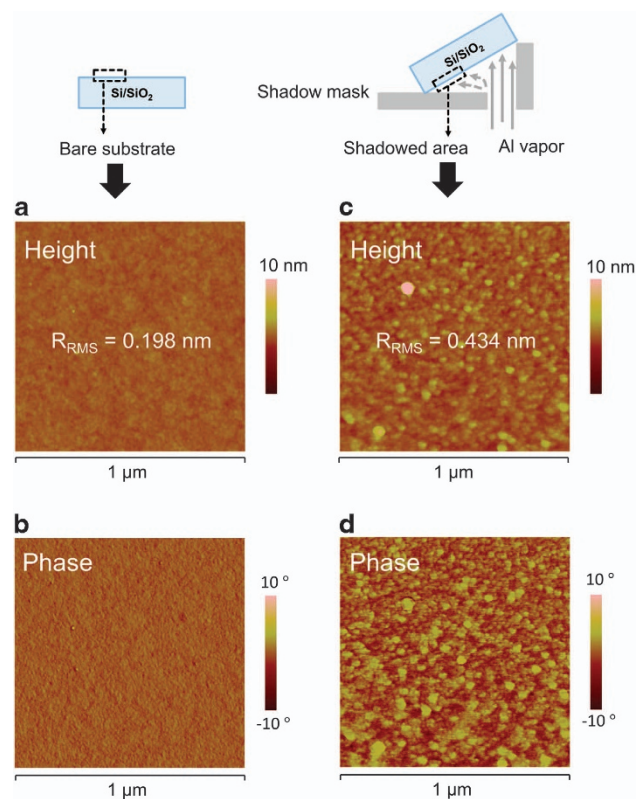 Si/SiO₂
Bare substrate
Si/SiO₂
Shadow mask
Shadowed area
Al vapor
a
Height
R_RMS = 0.198 nm
10 nm
1 µm
c
Height
R_RMS = 0.434 nm
10 nm
1 µm
b
Phase
10 º
-10 º
1 µm
d
Phase
10 º
-10 º
1 µm